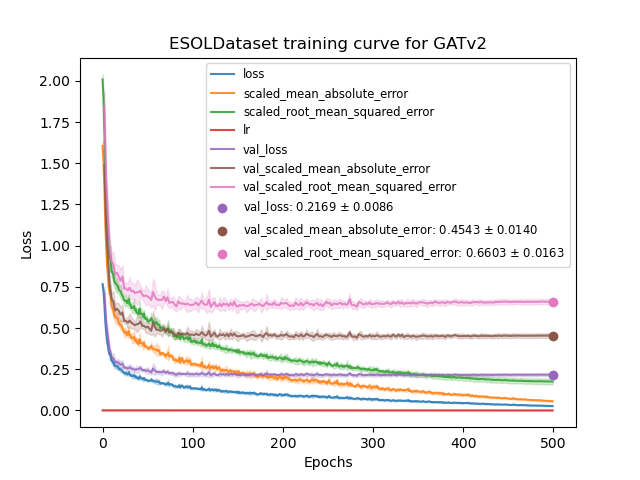 ESOLDataset training curve for GATv2
loss
scaled_mean_absolute_error
scaled_root_mean_squared_error
lr
val_loss
val_scaled_mean_absolute_error
val_scaled_root_mean_squared_error
val_loss: 0.2169 ± 0.0086
val_scaled_mean_absolute_error: 0.4543 ± 0.0140
val_scaled_root_mean_squared_error: 0.6603 ± 0.0163
Loss
2.00
1.75
1.50
1.25
1.00
0.75
0.50
0.25
0.00
0 100 200 300 400 500
Epochs